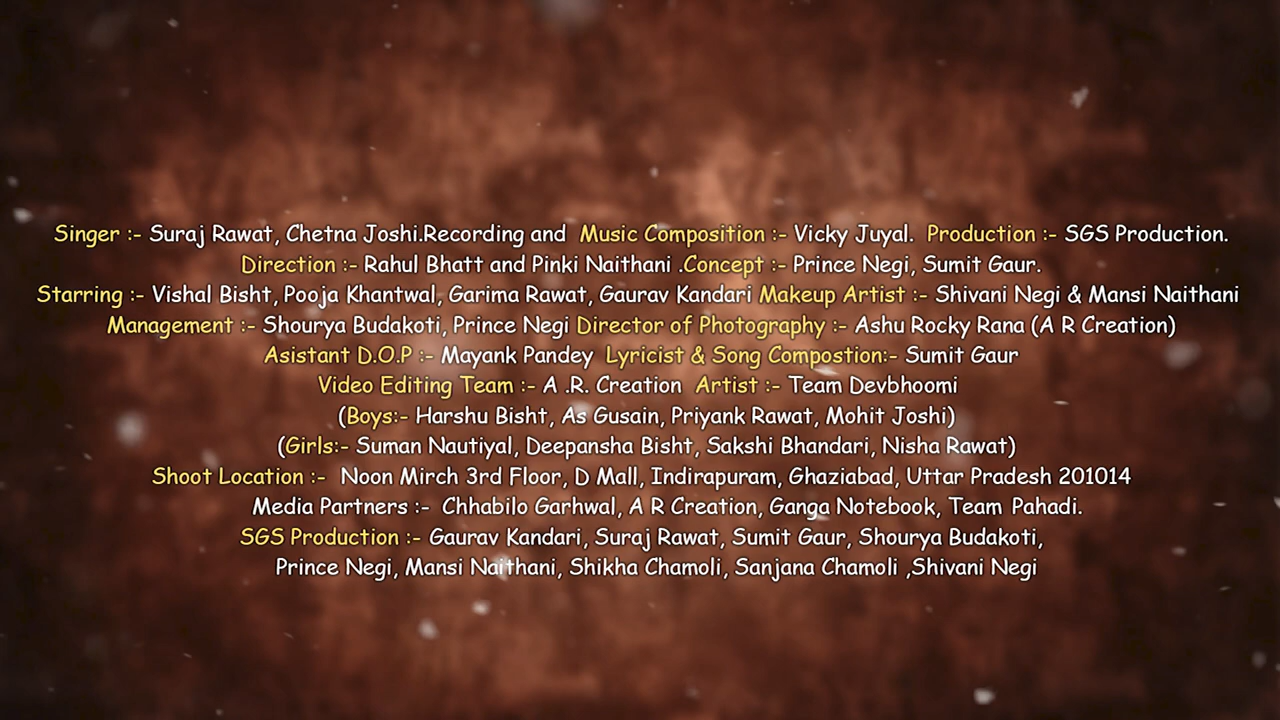 Singer :- Suraj Rawat, Chetna Joshi.Recording and Music Composition :- Vicky Juyal. Production :- SGS Production.
Direction :- Rahul Bhatt and Pinki Naithani .Concept :- Prince Negi, Sumit Gaur.
Starring :- Vishal Bisht, Pooja Khantwal, Garima Rawat, Gaurav Kandari Makeup Artist :- Shivani Negi & Mansi Naithani
Management :- Shourya Budakoti, Prince Negi Director of Photography :- Ashu Rocky Rana (A R Creation)
Asistant D.O.P :- Mayank Pandey Lyricist & Song Compostion:- Sumit Gaur
Video Editing Team :- A .R. Creation Artist :- Team Devbhoomi
(Boys:- Harshu Bisht, As Gusain, Priyank Rawat, Mohit Joshi)
(Girls:- Suman Nautiyal, Deepansha Bisht, Sakshi Bhandari, Nisha Rawat)
Shoot Location :- Noon Mirch 3rd Floor, D Mall, Indirapuram, Ghaziabad, Uttar Pradesh 201014
Media Partners :- Chhabilo Garhwal, A R Creation, Ganga Notebook, Team Pahadi.
SGS Production :- Gaurav Kandari, Suraj Rawat, Sumit Gaur, Shourya Budakoti,
Prince Negi, Mansi Naithani, Shikha Chamoli, Sanjana Chamoli ,Shivani Negi